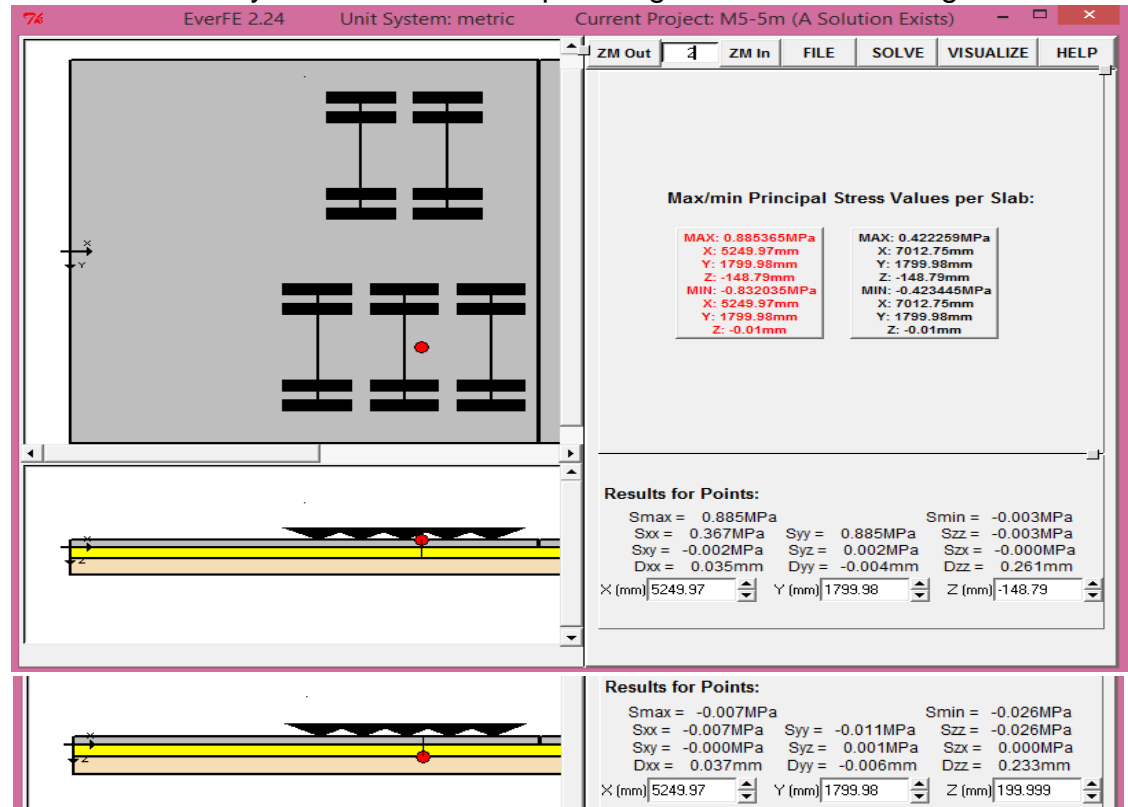 EverFE 2.24 Unit System: metric Current Project: M5-5m (A Solution Exists)
ZM Out 2 ZM In FILE SOLVE VISUALIZE HELP
X
Y
Max/min Principal Stress Values per Slab:
MAX: 0.885365MPa
X: 5249.97mm
Y: 1799.98mm
Z: -148.79mm
MIN: -0.832035MPa
X: 5249.97mm
Y: 1799.98mm
Z: -0.01mm
MAX: 0.422259MPa
X: 7012.75mm
Y: 1799.98mm
Z: -148.79mm
MIN: -0.423445MPa
X: 7012.75mm
Y: 1799.98mm
Z: -0.01mm
X
Z
Results for Points:
Smax = 0.885MPa Smin = -0.003MPa
Sxx = 0.367MPa Syy = 0.885MPa Szz = -0.003MPa
Sxy = -0.002MPa Syz = 0.002MPa Szx = -0.000MPa
Dxx = 0.035mm Dyy = -0.004mm Dzz = 0.261mm
X (mm) 5249.97 Y (mm) 1799.98 Z (mm) -148.79
X
Z
Results for Points:
Smax = -0.007MPa Smin = -0.026MPa
Sxx = -0.007MPa Syy = -0.011MPa Szz = -0.026MPa
Sxy = -0.000MPa Syz = 0.001MPa Szx = 0.000MPa
Dxx = 0.037mm Dyy = -0.006mm Dzz = 0.233mm
X (mm) 5249.97 Y (mm) 1799.98 Z (mm) 199.999